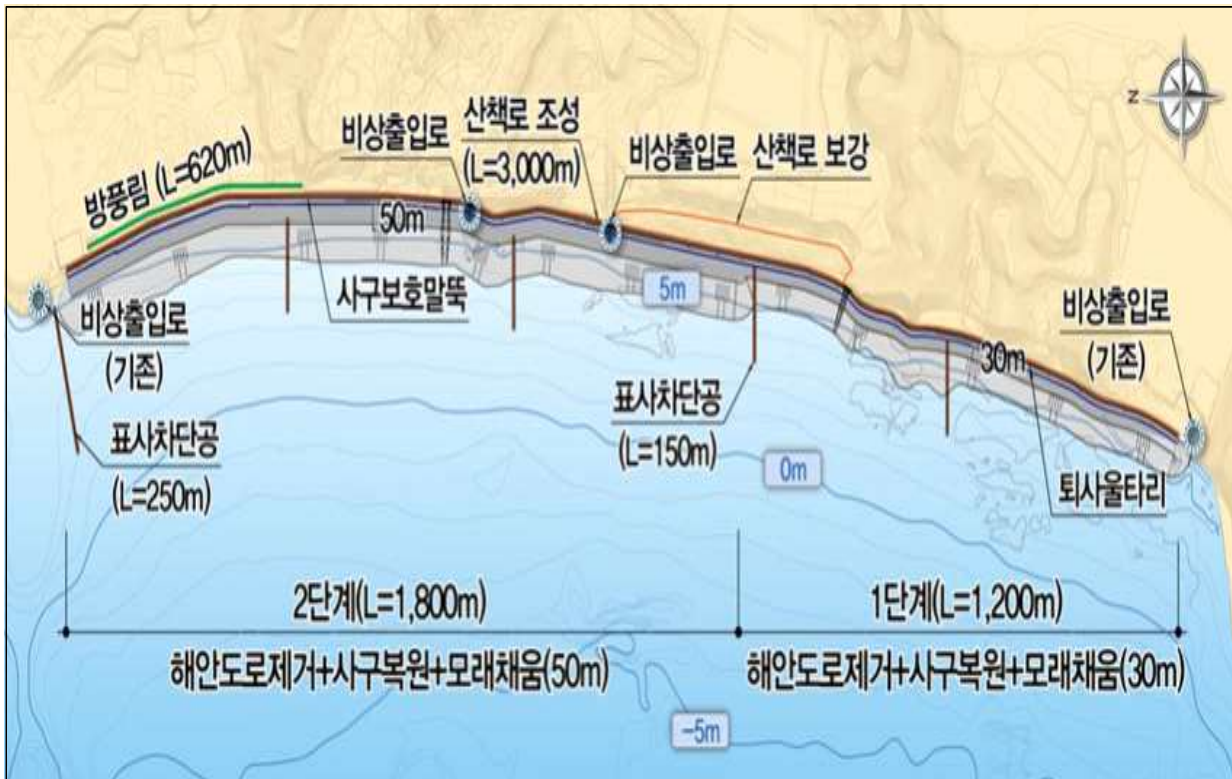 N
방풍림 (L=620m)
비상출입로
산책로 조성
(L=3,000m)
비상출입로
산책로 보강
50m
사구보호말뚝
5m
비상출입로
(기존)
비상출입로
(기존)
30m
표사차단공
(L=250m)
표사차단공
(L=150m)
0m
퇴사울타리
2단계(L=1,800m)
해안도로제거+사구복원+모래채움(50m)
1단계(L=1,200m)
해안도로제거+사구복원+모래채움(30m)
-5m